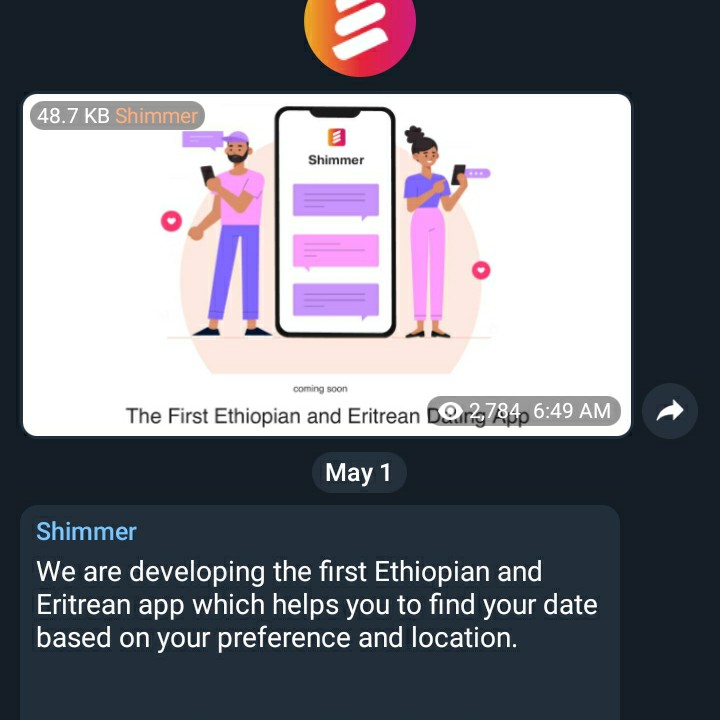 48.7 KB Shimmer
Shimmer
coming soon
The First Ethiopian and Eritrean Dating App
2,784 6:49 AM
May 1
Shimmer
We are developing the first Ethiopian and
Eritrean app which helps you to find your date
based on your preference and location.